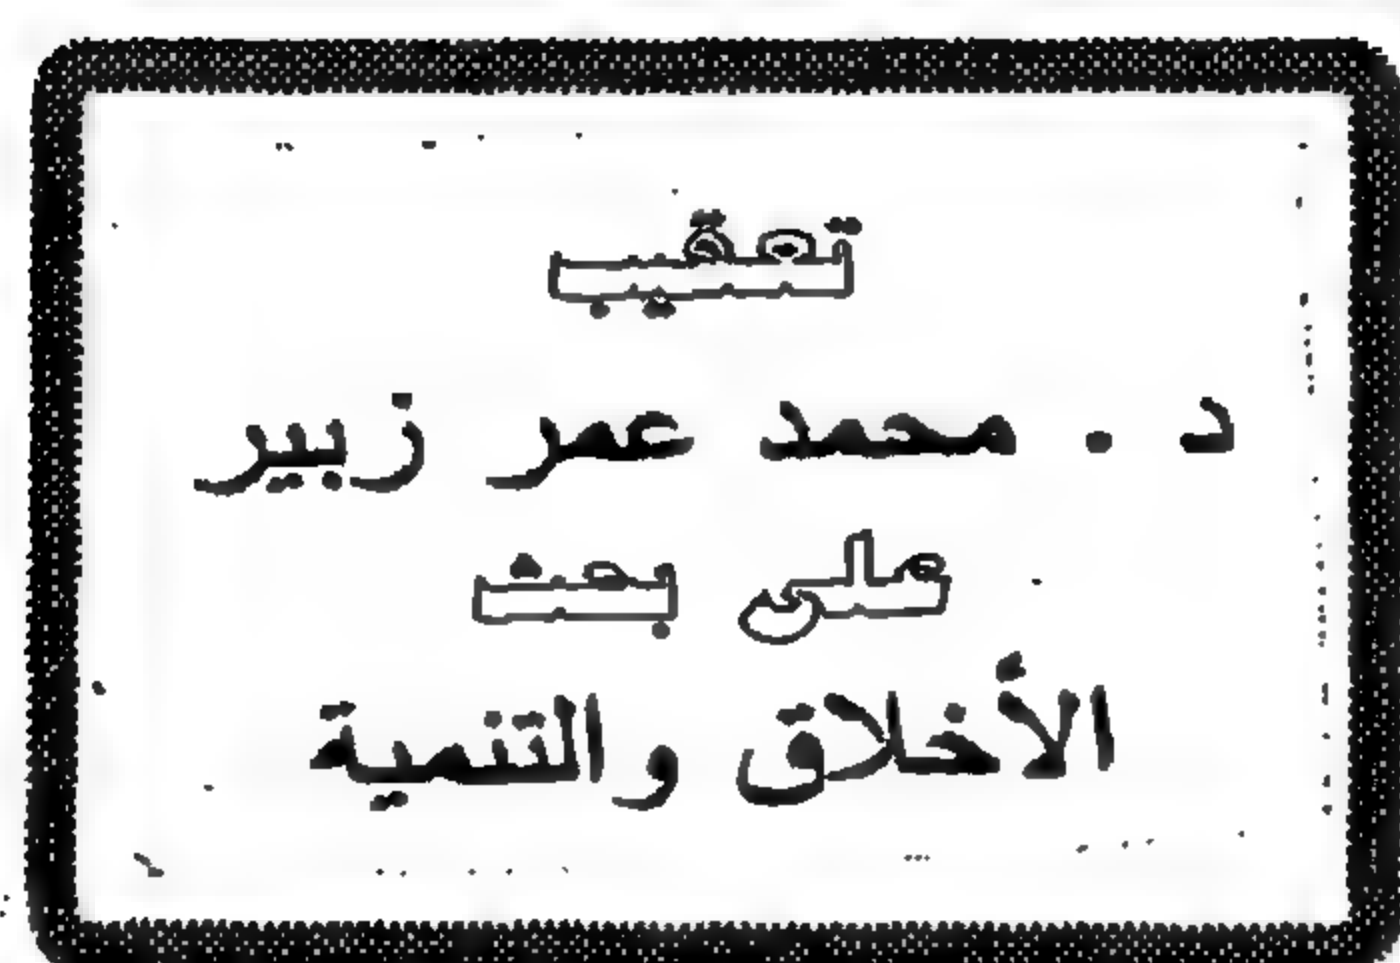 تعقيب
د . محمد عمر زبير
على بحث
الأخلاق والتنمية